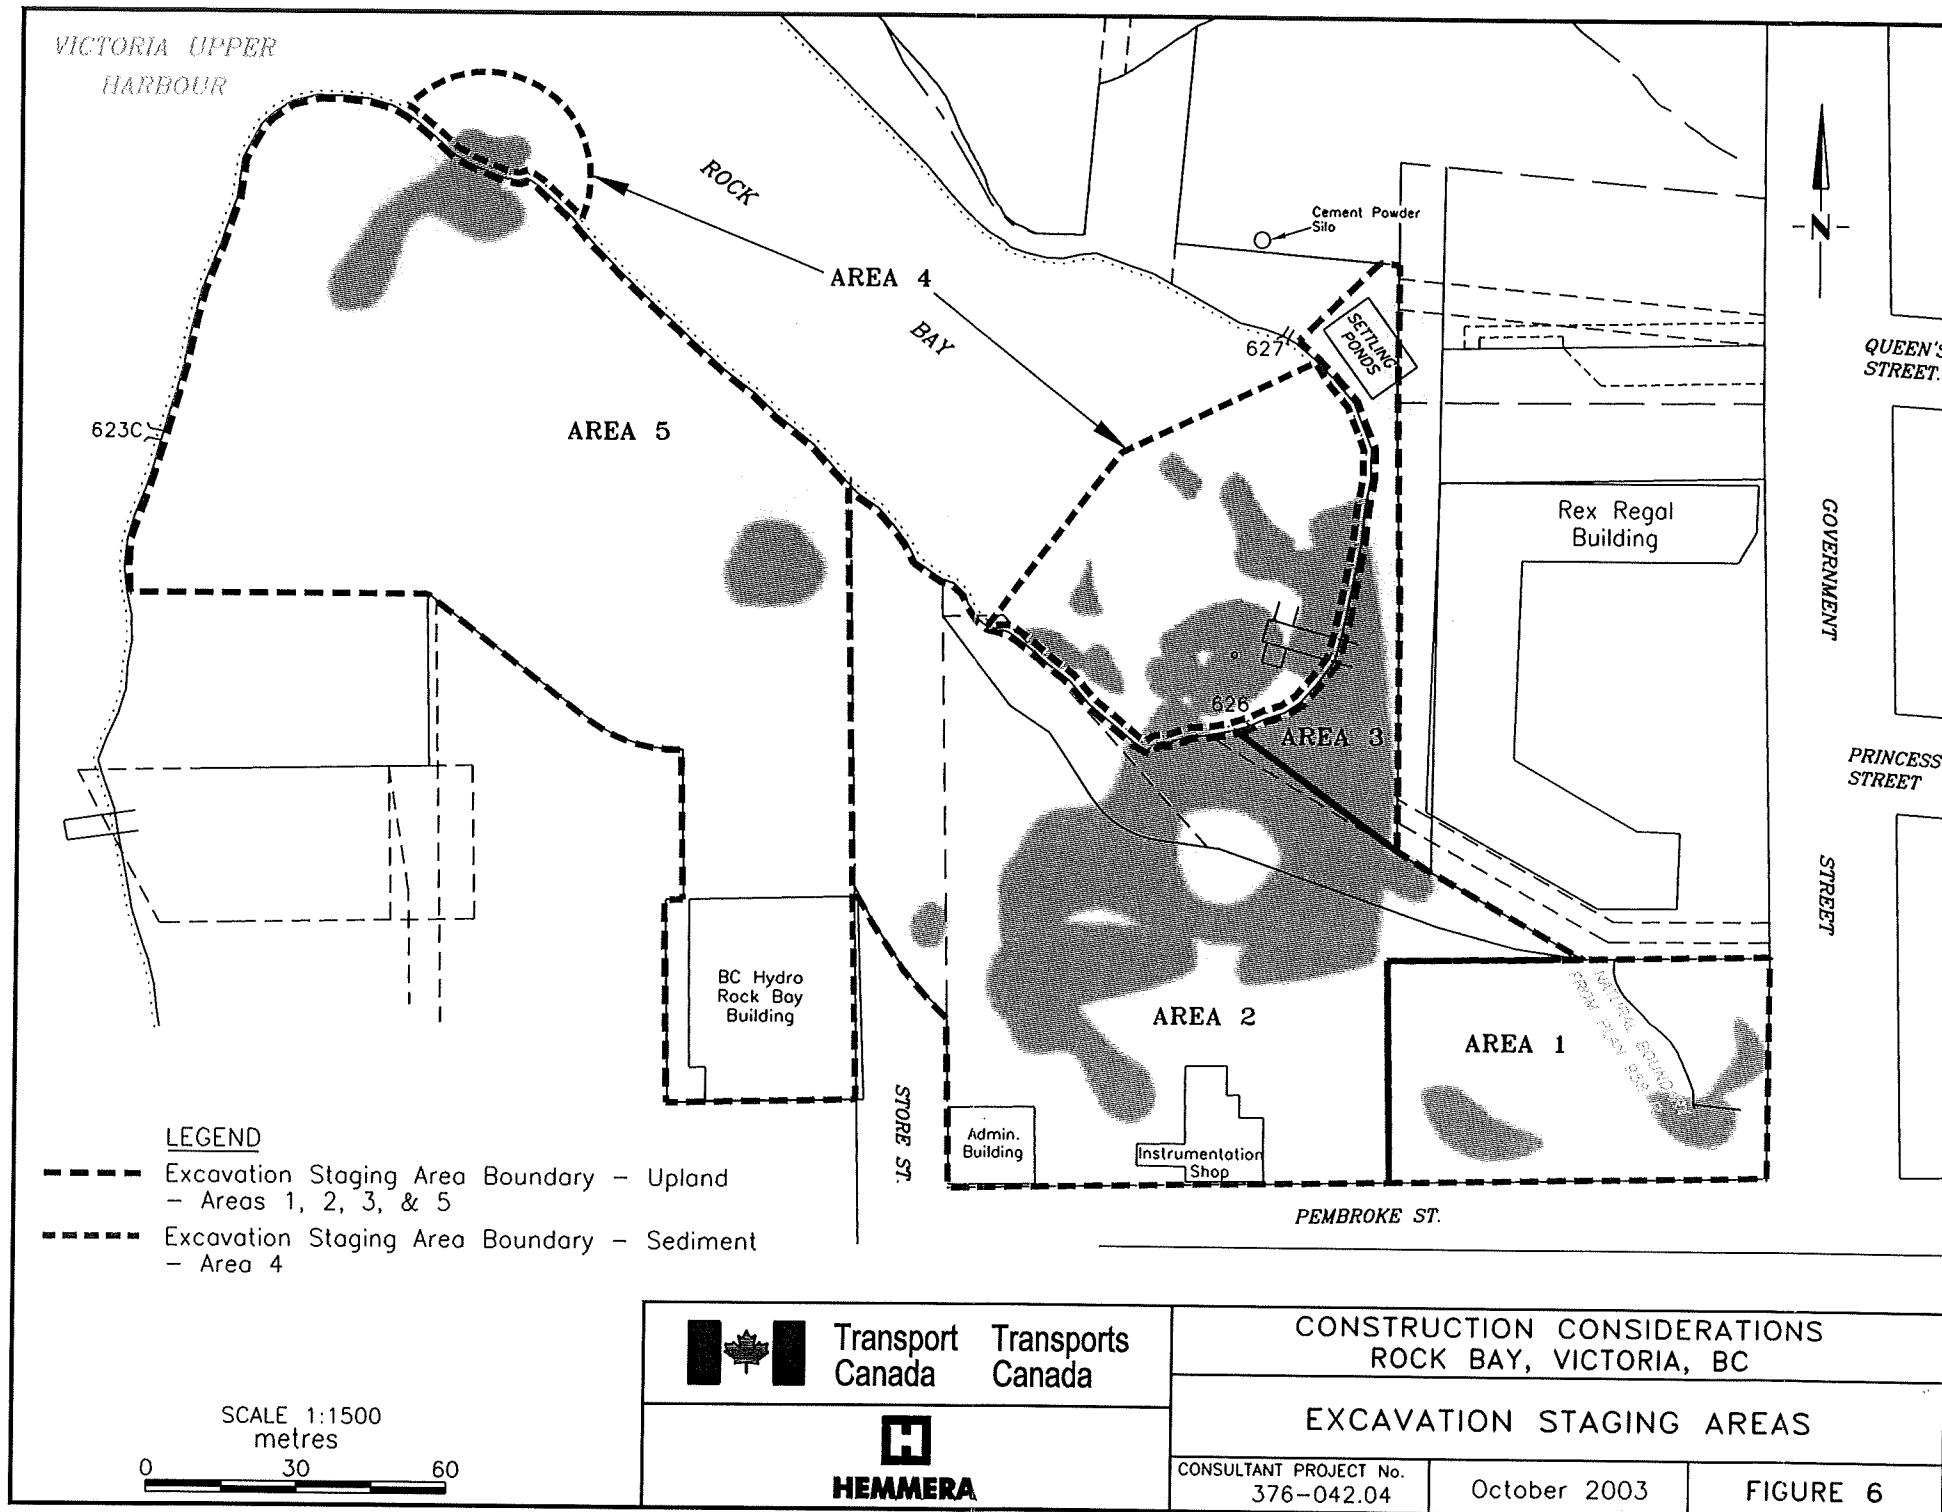 VICTORIA UPPER
HARBOUR
ROCK
BAY
AREA 4
Cement Powder
Silo
N
627
SETTLING
PONDS
QUEEN'S
STREET.
AREA 5
623C
Rex Regal
Building
GOVERNMENT
STREET
626
AREA 3
PRINCESS
STREET
BC Hydro
Rock Bay
Building
AREA 2
AREA 1
NATURAL
FROM PLAN
STORE ST.
Admin.
Building
Instrumentation
Shop
PEMBROKE ST.
LEGEND
Excavation Staging Area Boundary – Upland
– Areas 1, 2, 3, & 5
Excavation Staging Area Boundary – Sediment
– Area 4
SCALE 1:1500
metres
0 30 60
Transport Transports
Canada Canada
HEMMERA
CONSTRUCTION CONSIDERATIONS
ROCK BAY, VICTORIA, BC
EXCAVATION STAGING AREAS
CONSULTANT PROJECT No.
376-042.04
October 2003
FIGURE 6